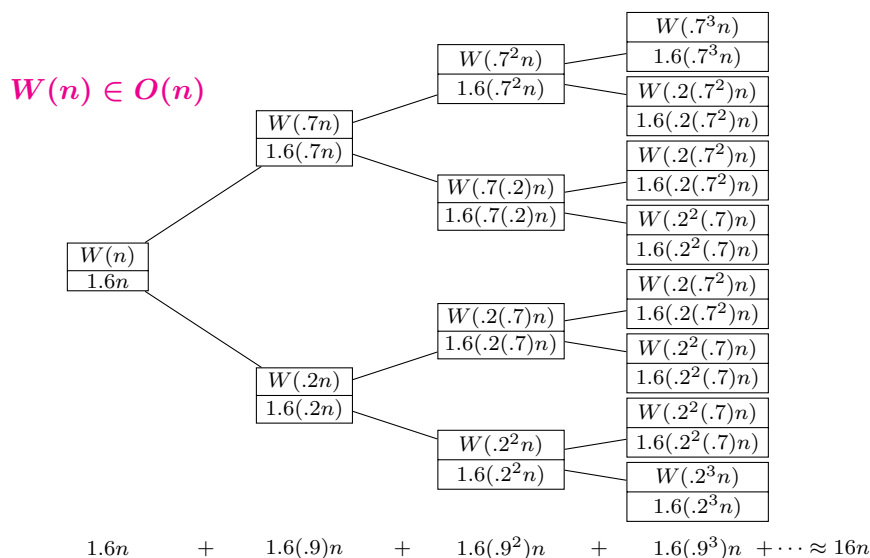 W(n) ∈ O(n)
W(n)
1.6n
W(.7n)
1.6(.7n)
W(.2n)
1.6(.2n)
W(.7²n)
1.6(.7²n)
W(.7(.2)n)
1.6(.7(.2)n)
W(.2(.7)n)
1.6(.2(.7)n)
W(.2²n)
1.6(.2²n)
W(.7³n)
1.6(.7³n)
W(.2(.7²)n)
1.6(.2(.7²)n)
W(.2(.7²)n)
1.6(.2(.7²)n)
W(.2²(.7)n)
1.6(.2²(.7)n)
W(.2(.7²)n)
1.6(.2(.7²)n)
W(.2²(.7)n)
1.6(.2²(.7)n)
W(.2²(.7)n)
1.6(.2²(.7)n)
W(.2³n)
1.6(.2³n)
1.6n + 1.6(.9)n + 1.6(.9²)n + 1.6(.9³)n + ⋯ ≈ 16n